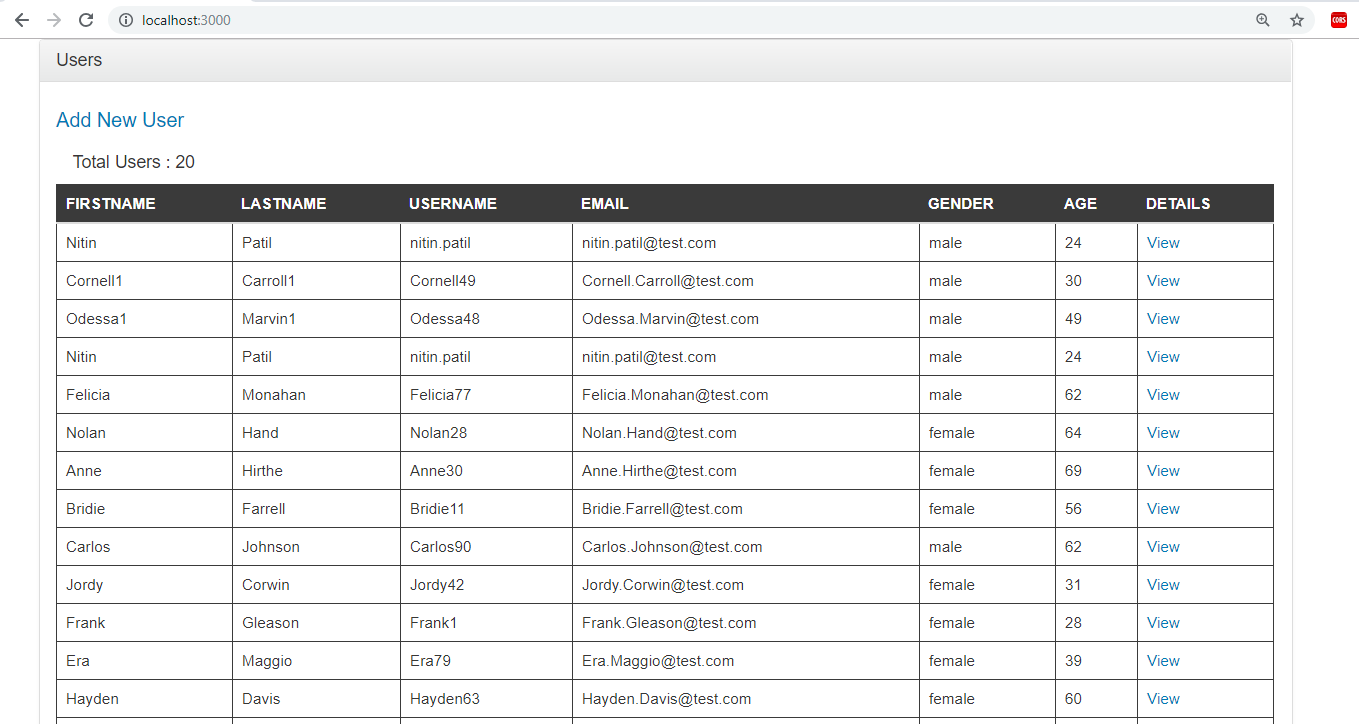 localhost:3000
CORS
Users
Add New User
Total Users : 20
FIRSTNAME LASTNAME USERNAME EMAIL GENDER AGE DETAILS
Nitin Patil nitin.patil nitin.patil@test.com male 24 View
Cornell1 Carroll1 Cornell49 Cornell.Carroll@test.com male 30 View
Odessa1 Marvin1 Odessa48 Odessa.Marvin@test.com male 49 View
Nitin Patil nitin.patil nitin.patil@test.com male 24 View
Felicia Monahan Felicia77 Felicia.Monahan@test.com male 62 View
Nolan Hand Nolan28 Nolan.Hand@test.com female 64 View
Anne Hirthe Anne30 Anne.Hirthe@test.com female 69 View
Bridie Farrell Bridie11 Bridie.Farrell@test.com female 56 View
Carlos Johnson Carlos90 Carlos.Johnson@test.com male 62 View
Jordy Corwin Jordy42 Jordy.Corwin@test.com female 31 View
Frank Gleason Frank1 Frank.Gleason@test.com female 28 View
Era Maggio Era79 Era.Maggio@test.com female 39 View
Hayden Davis Hayden63 Hayden.Davis@test.com female 60 View